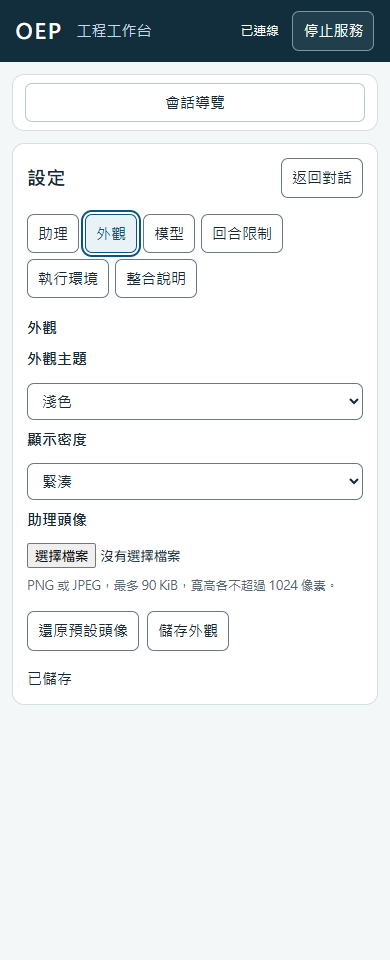 OEP 工程工作台 已連線 停止服務
會話導覽
設定 返回對話
助理 外觀 模型 回合限制
執行環境 整合說明
外觀
外觀主題
淺色
顯示密度
緊湊
助理頭像
選擇檔案 沒有選擇檔案
PNG 或 JPEG，最多 90 KiB，寬高各不超過 1024 像素。
還原預設頭像 儲存外觀
已儲存